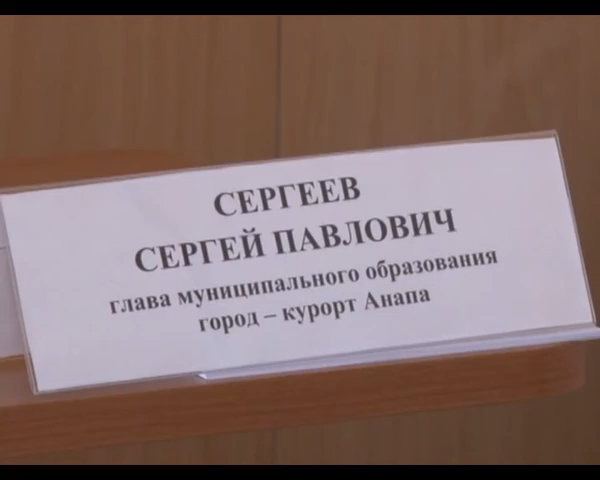 СЕРГЕЕВ
СЕРГЕЙ ПАВЛОВИЧ
глава муниципального образования
город – курорт Анапа